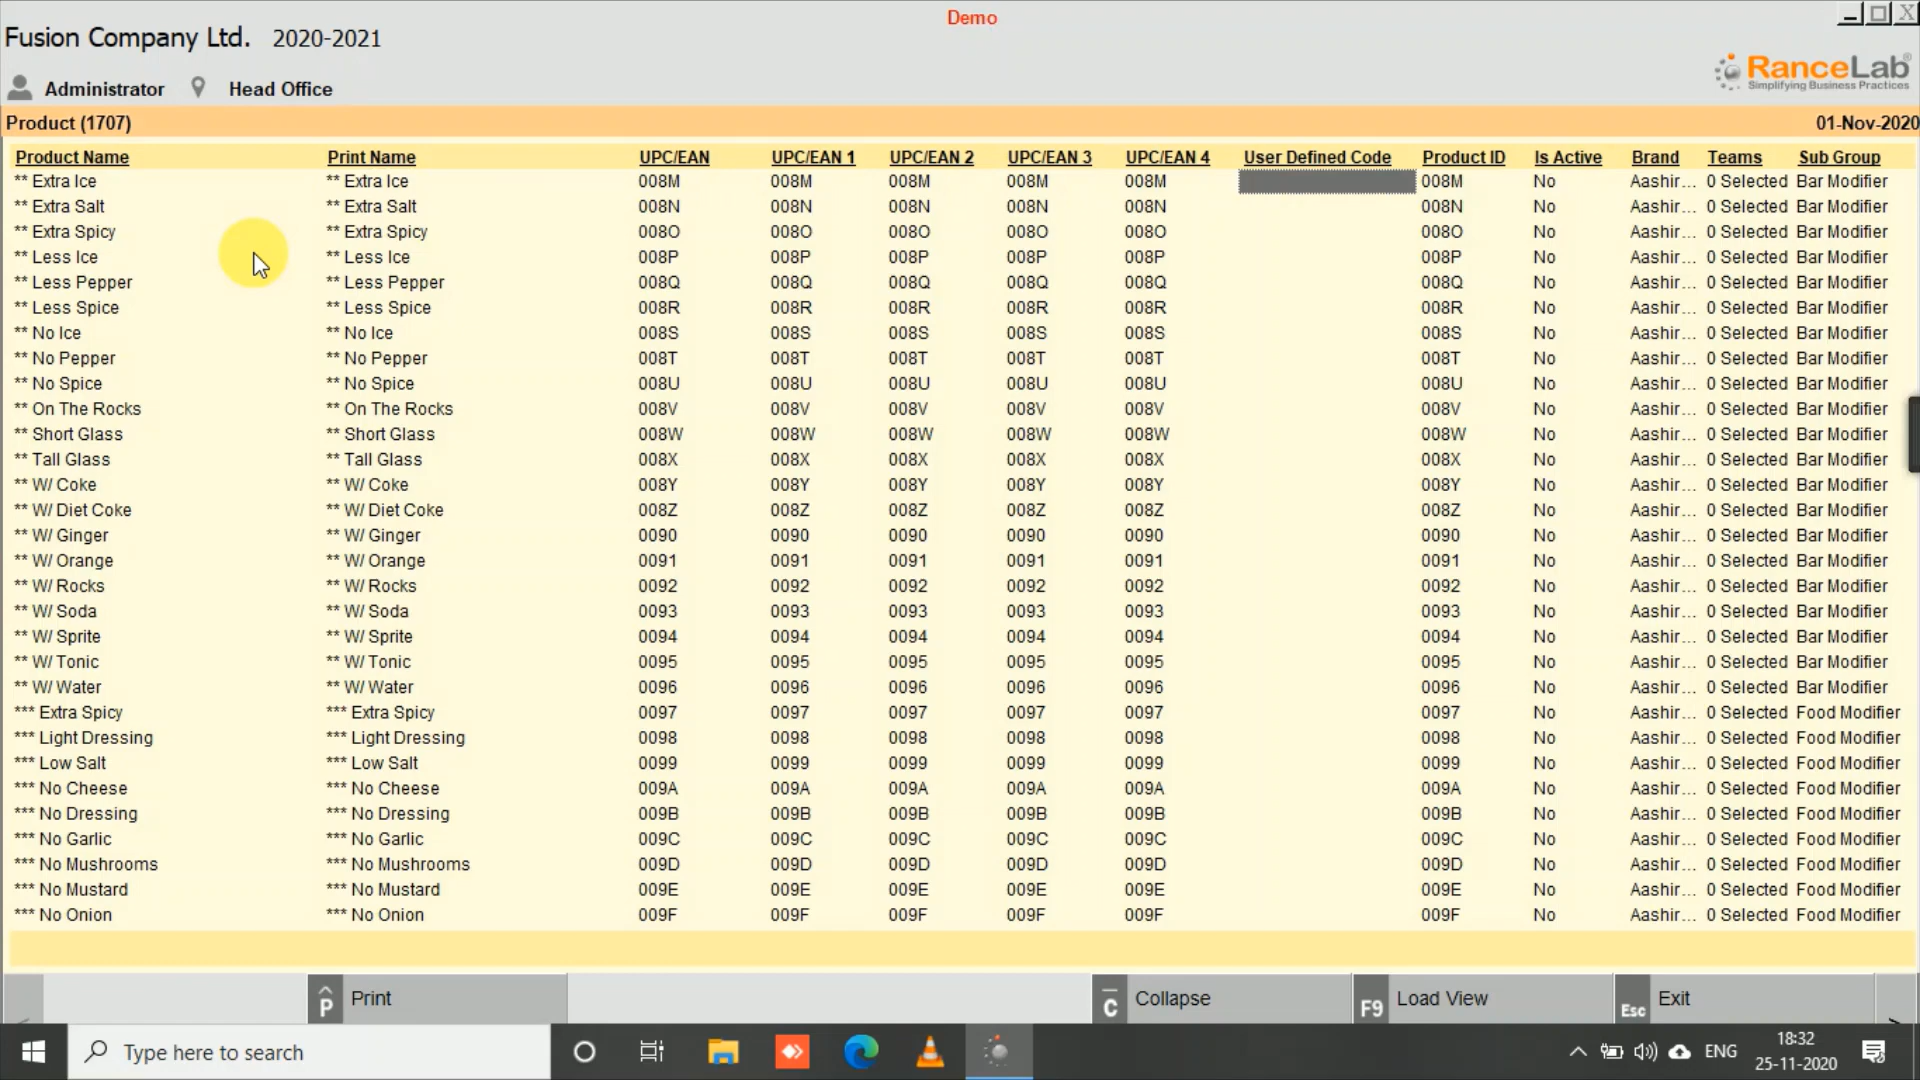 Demo
Fusion Company Ltd. 2020-2021
Administrator Head Office
RanceLab®
Simplifying Business Practices
Product (1707) 01-Nov-2020
Product Name Print Name UPC/EAN UPC/EAN 1 UPC/EAN 2 UPC/EAN 3 UPC/EAN 4 User Defined Code Product ID Is Active Brand Teams Sub Group
** Extra Ice ** Extra Ice 008M 008M 008M 008M 008M 008M No Aashir... 0 Selected Bar Modifier
** Extra Salt ** Extra Salt 008N 008N 008N 008N 008N 008N No Aashir... 0 Selected Bar Modifier
** Extra Spicy ** Extra Spicy 008O 008O 008O 008O 008O 008O No Aashir... 0 Selected Bar Modifier
** Less Ice ** Less Ice 008P 008P 008P 008P 008P 008P No Aashir... 0 Selected Bar Modifier
** Less Pepper ** Less Pepper 008Q 008Q 008Q 008Q 008Q 008Q No Aashir... 0 Selected Bar Modifier
** Less Spice ** Less Spice 008R 008R 008R 008R 008R 008R No Aashir... 0 Selected Bar Modifier
** No Ice ** No Ice 008S 008S 008S 008S 008S 008S No Aashir... 0 Selected Bar Modifier
** No Pepper ** No Pepper 008T 008T 008T 008T 008T 008T No Aashir... 0 Selected Bar Modifier
** No Spice ** No Spice 008U 008U 008U 008U 008U 008U No Aashir... 0 Selected Bar Modifier
** On The Rocks ** On The Rocks 008V 008V 008V 008V 008V 008V No Aashir... 0 Selected Bar Modifier
** Short Glass ** Short Glass 008W 008W 008W 008W 008W 008W No Aashir... 0 Selected Bar Modifier
** Tall Glass ** Tall Glass 008X 008X 008X 008X 008X 008X No Aashir... 0 Selected Bar Modifier
** W/ Coke ** W/ Coke 008Y 008Y 008Y 008Y 008Y 008Y No Aashir... 0 Selected Bar Modifier
** W/ Diet Coke ** W/ Diet Coke 008Z 008Z 008Z 008Z 008Z 008Z No Aashir... 0 Selected Bar Modifier
** W/ Ginger ** W/ Ginger 0090 0090 0090 0090 0090 0090 No Aashir... 0 Selected Bar Modifier
** W/ Orange ** W/ Orange 0091 0091 0091 0091 0091 0091 No Aashir... 0 Selected Bar Modifier
** W/ Rocks ** W/ Rocks 0092 0092 0092 0092 0092 0092 No Aashir... 0 Selected Bar Modifier
** W/ Soda ** W/ Soda 0093 0093 0093 0093 0093 0093 No Aashir... 0 Selected Bar Modifier
** W/ Sprite ** W/ Sprite 0094 0094 0094 0094 0094 0094 No Aashir... 0 Selected Bar Modifier
** W/ Tonic ** W/ Tonic 0095 0095 0095 0095 0095 0095 No Aashir... 0 Selected Bar Modifier
** W/ Water ** W/ Water 0096 0096 0096 0096 0096 0096 No Aashir... 0 Selected Bar Modifier
*** Extra Spicy *** Extra Spicy 0097 0097 0097 0097 0097 0097 No Aashir... 0 Selected Food Modifier
*** Light Dressing *** Light Dressing 0098 0098 0098 0098 0098 0098 No Aashir... 0 Selected Food Modifier
*** Low Salt *** Low Salt 0099 0099 0099 0099 0099 0099 No Aashir... 0 Selected Food Modifier
*** No Cheese *** No Cheese 009A 009A 009A 009A 009A 009A No Aashir... 0 Selected Food Modifier
*** No Dressing *** No Dressing 009B 009B 009B 009B 009B 009B No Aashir... 0 Selected Food Modifier
*** No Garlic *** No Garlic 009C 009C 009C 009C 009C 009C No Aashir... 0 Selected Food Modifier
*** No Mushrooms *** No Mushrooms 009D 009D 009D 009D 009D 009D No Aashir... 0 Selected Food Modifier
*** No Mustard *** No Mustard 009E 009E 009E 009E 009E 009E No Aashir... 0 Selected Food Modifier
*** No Onion *** No Onion 009F 009F 009F 009F 009F 009F No Aashir... 0 Selected Food Modifier
P Print C Collapse F9 Load View Esc Exit
Type here to search ENG 18:32
25-11-2020